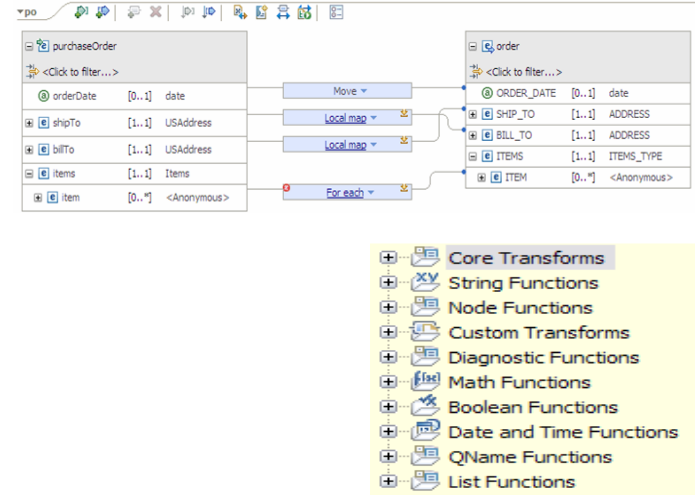 po
purchaseOrder
<Click to filter...>
orderDate [0..1] date
shipTo [1..1] USAddress
billTo [1..1] USAddress
items [1..1] Items
item [0..*] <Anonymous>
Move
Local map
Local map
For each
order
<Click to filter...>
ORDER_DATE [0..1] date
SHIP_TO [1..1] ADDRESS
BILL_TO [1..1] ADDRESS
ITEMS [1..1] ITEMS_TYPE
ITEM [0..*] <Anonymous>
Core Transforms
String Functions
Node Functions
Custom Transforms
Diagnostic Functions
Math Functions
Boolean Functions
Date and Time Functions
QName Functions
List Functions